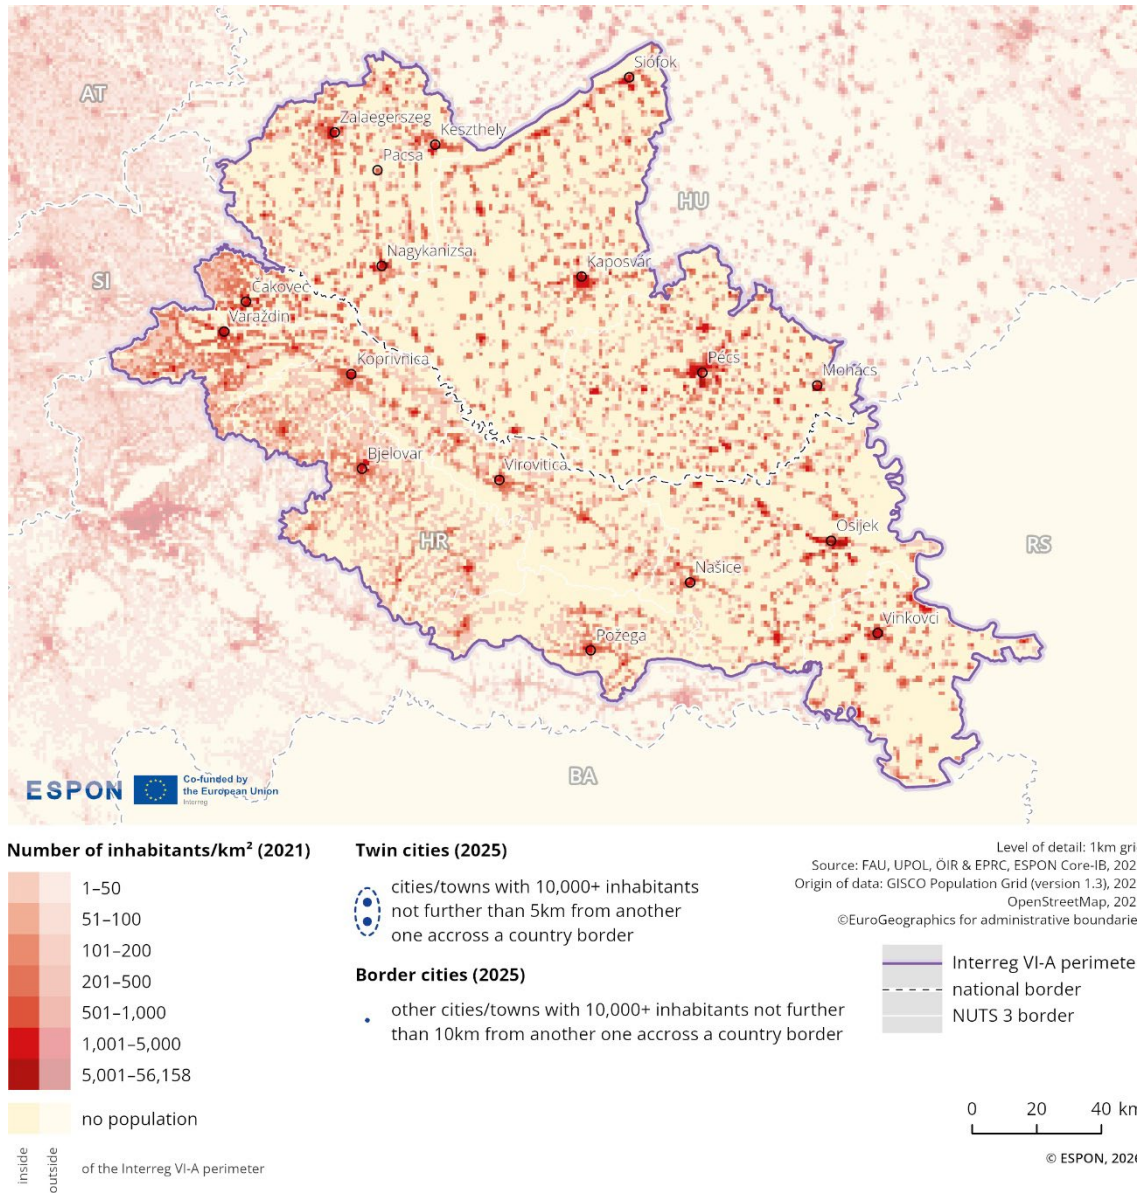 AT
Siófok
Zalaegerszeg
Keszthely
Pacsa
HU
Nagykanizsa
Kaposvár
SI
Čakovec
Varaždin
Koprivnica
Pécs
Mohács
Bjelovar
Virovitica
HR
Osijek
RS
Našice
Vinkovci
Požega
BA
ESPON
Co-funded by
the European Union
Interreg
Number of inhabitants/km² (2021)
1–50
51–100
101–200
201–500
501–1,000
1,001–5,000
5,001–56,158
no population
inside
outside
of the Interreg VI-A perimeter
Twin cities (2025)
cities/towns with 10,000+ inhabitants
not further than 5km from another
one accross a country border
Border cities (2025)
other cities/towns with 10,000+ inhabitants not further
than 10km from another one accross a country border
Level of detail: 1km gri
Source: FAU, UPOL, ÖIR & EPRC, ESPON Core-IB, 202
Origin of data: GISCO Population Grid (version 1.3), 202
OpenStreetMap, 202
©EuroGeographics for administrative boundarie
Interreg VI-A perimete
national border
NUTS 3 border
0 20 40 km
© ESPON, 2026